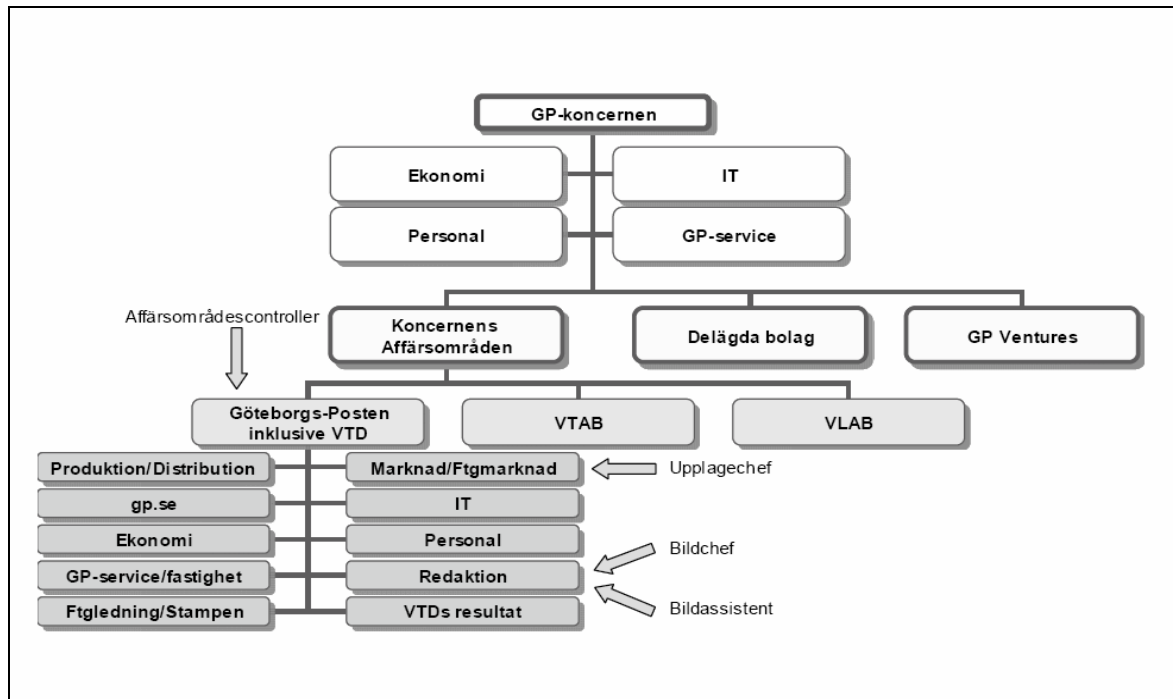 GP-koncernen
Ekonomi
IT
Personal
GP-service
Affärsområdescontroller
Koncernens
Affärsområden
Delägda bolag
GP Ventures
Göteborgs-Posten
inklusive VTD
VTAB
VLAB
Produktion/Distribution
Marknad/Ftgmarknad
Upplagechef
gp.se
IT
Ekonomi
Personal
Bildchef
GP-service/fastighet
Redaktion
Ftgledning/Stampen
VTDs resultat
Bildassistent